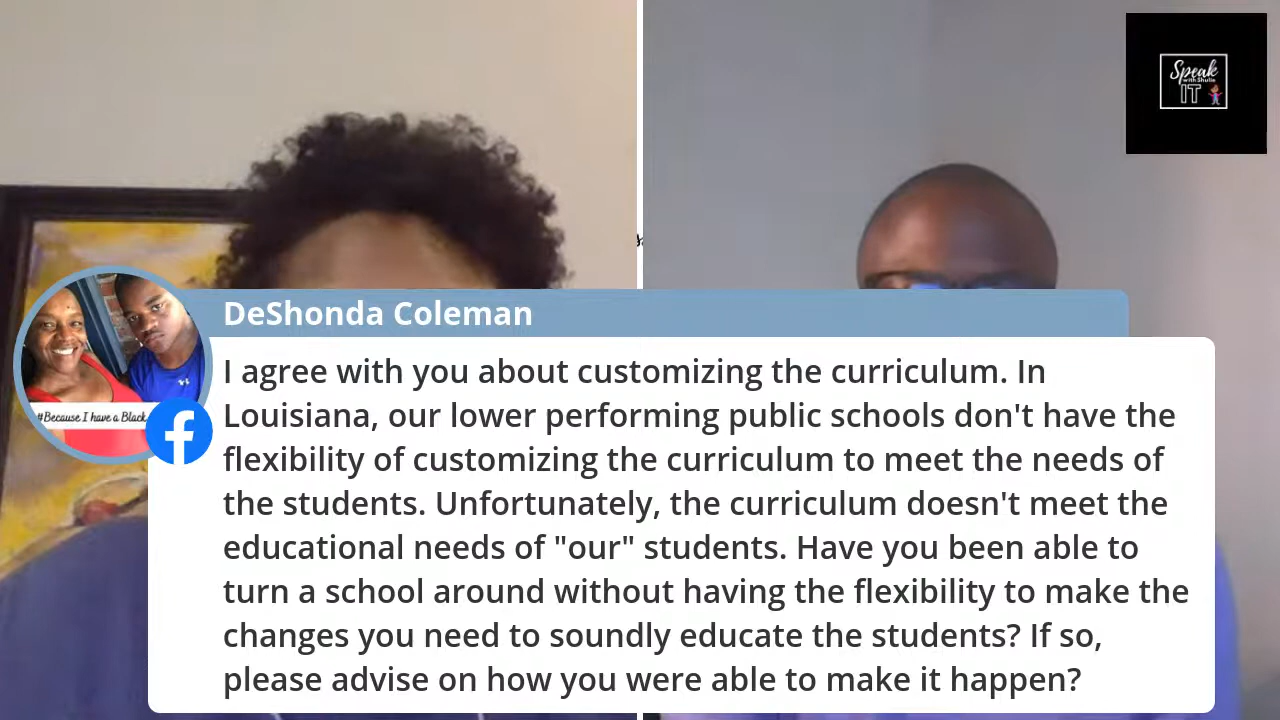 Speak
with Shulin
IT
DeShonda Coleman
#Because I have a Black
I agree with you about customizing the curriculum. In
Louisiana, our lower performing public schools don't have the
flexibility of customizing the curriculum to meet the needs of
the students. Unfortunately, the curriculum doesn't meet the
educational needs of "our" students. Have you been able to
turn a school around without having the flexibility to make the
changes you need to soundly educate the students? If so,
please advise on how you were able to make it happen?